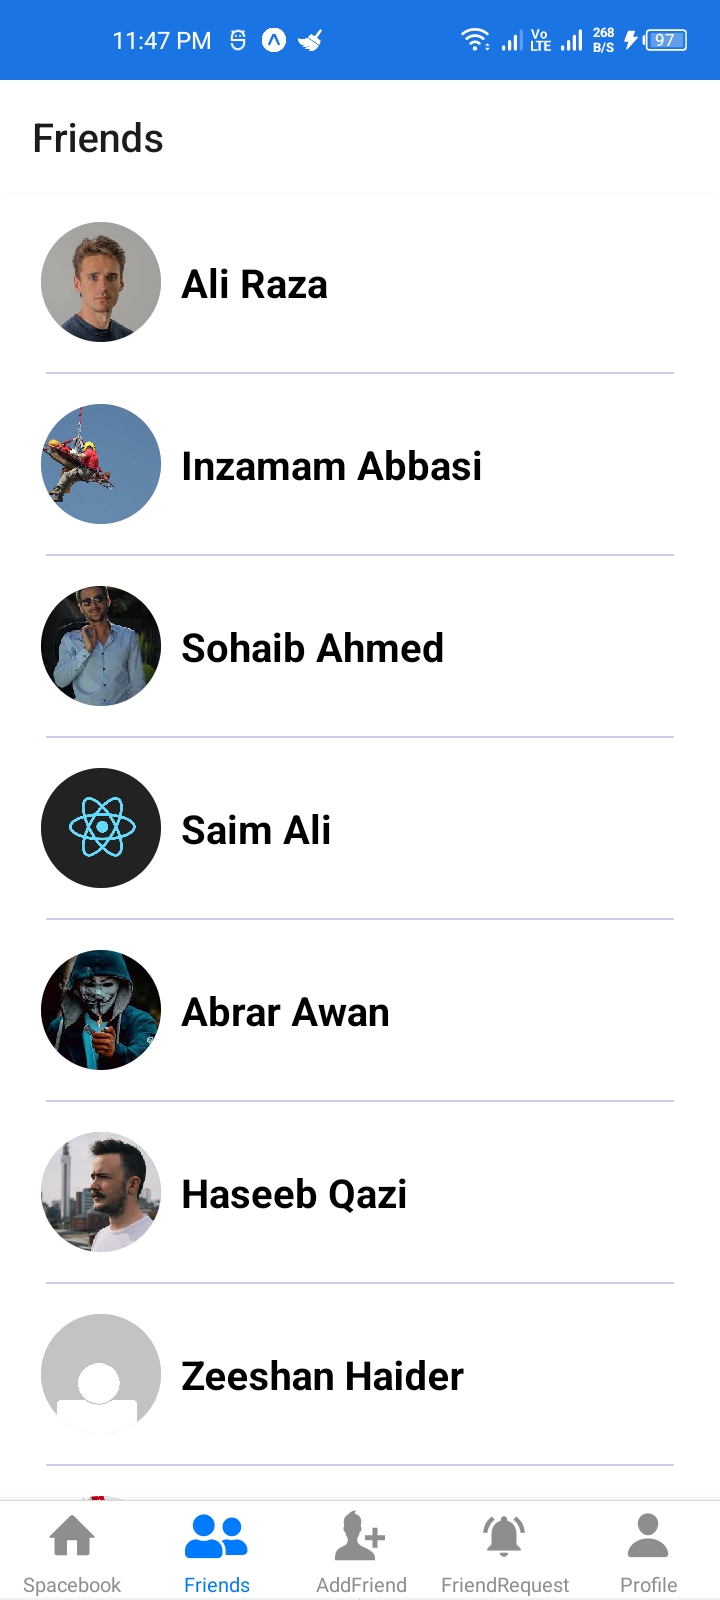 11:47 PM Vo LTE 268 B/S 97
Friends
Ali Raza
Inzamam Abbasi
Sohaib Ahmed
Saim Ali
Abrar Awan
Haseeb Qazi
Zeeshan Haider
Spacebook Friends AddFriend FriendRequest Profile